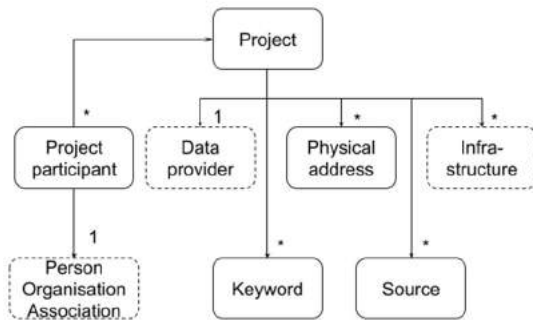 Project
*
1
*
*
Project
participant
Data
provider
Physical
address
Infra-
structure
1
*
*
Person
Organisation
Association
Keyword
Source